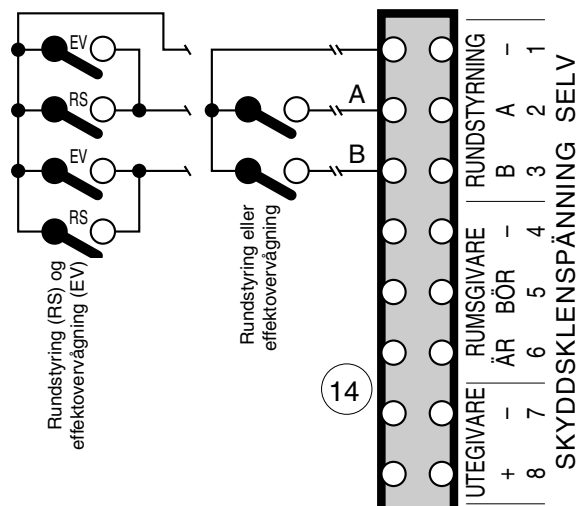 EV
RS
EV
RS
Rundstyring (RS) og
effektovervågning (EV)
A
B
Rundstyring eller
effektovervågning
14
RUNDSTYRNING
B A –
3 2 1
RUMSGIVARE
ÄR BÖR –
6 5 4
UTEGIVARE
+ –
8 7
SKYDDSKLENSPÄNNING SELV